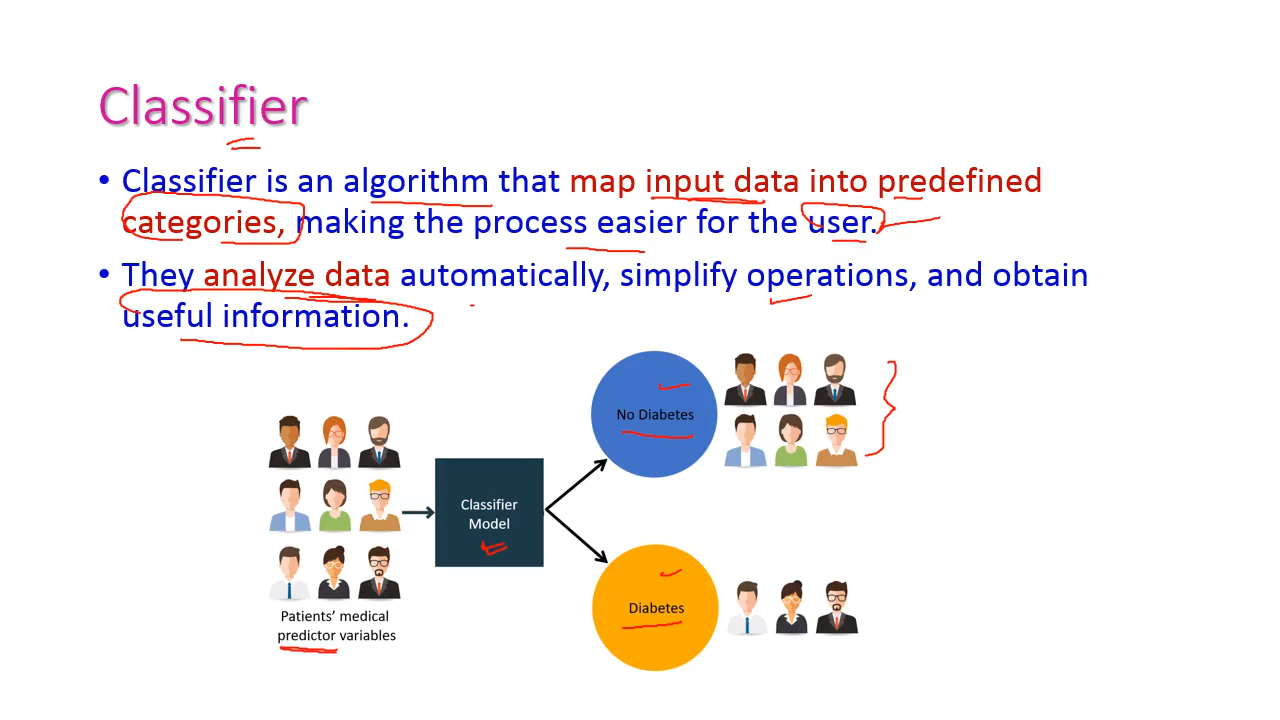 Classifier
• Classifier is an algorithm that map input data into predefined
categories, making the process easier for the user.
• They analyze data automatically, simplify operations, and obtain
useful information.
No Diabetes
Classifier
Model
Diabetes
Patients’ medical
predictor variables